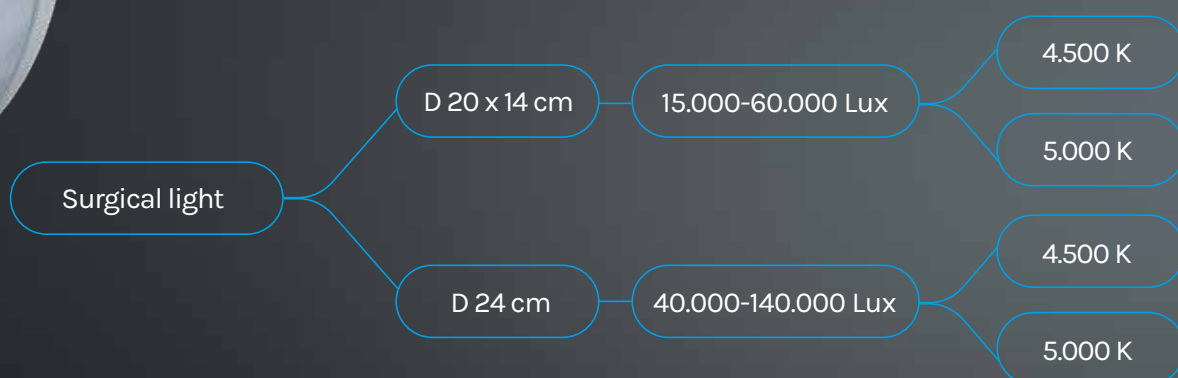 Surgical light
D 20 x 14 cm
15.000-60.000 Lux
4.500 K
5.000 K
D 24 cm
40.000-140.000 Lux
4.500 K
5.000 K